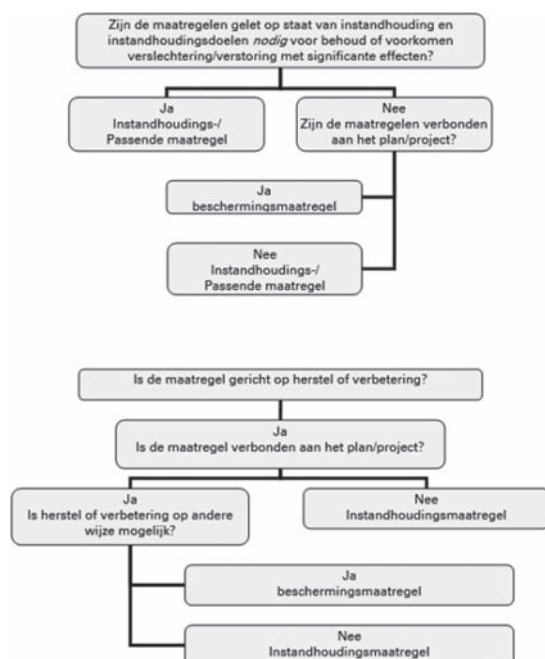 Zijn de maatregelen gelet op staat van instandhouding en
instandhoudingsdoelen nodig voor behoud of voorkomen
verslechtering/verstoring met significante effecten?
Ja
Instandhoudings-/
Passende maatregel
Nee
Zijn de maatregelen verbonden
aan het plan/project?
Ja
beschermingsmaatregel
Nee
Instandhoudings-/
Passende maatregel
Is de maatregel gericht op herstel of verbetering?
Ja
Is de maatregel verbonden aan het plan/project?
Ja
Is herstel of verbetering op andere
wijze mogelijk?
Nee
Instandhoudingsmaatregel
Ja
beschermingsmaatregel
Nee
Instandhoudingsmaatregel